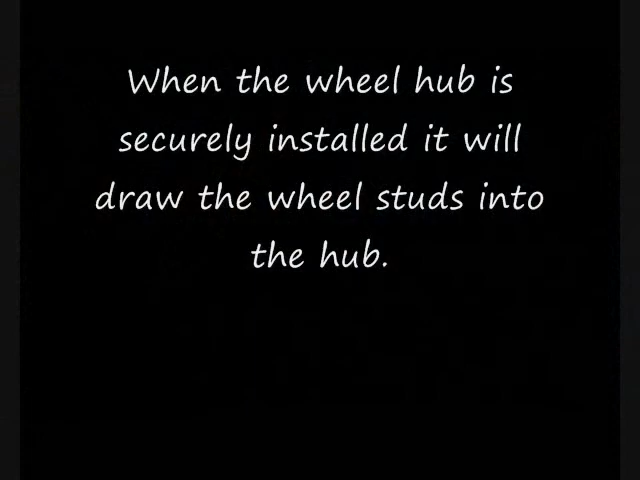 When the wheel hub is
securely installed it will
draw the wheel studs into
the hub.